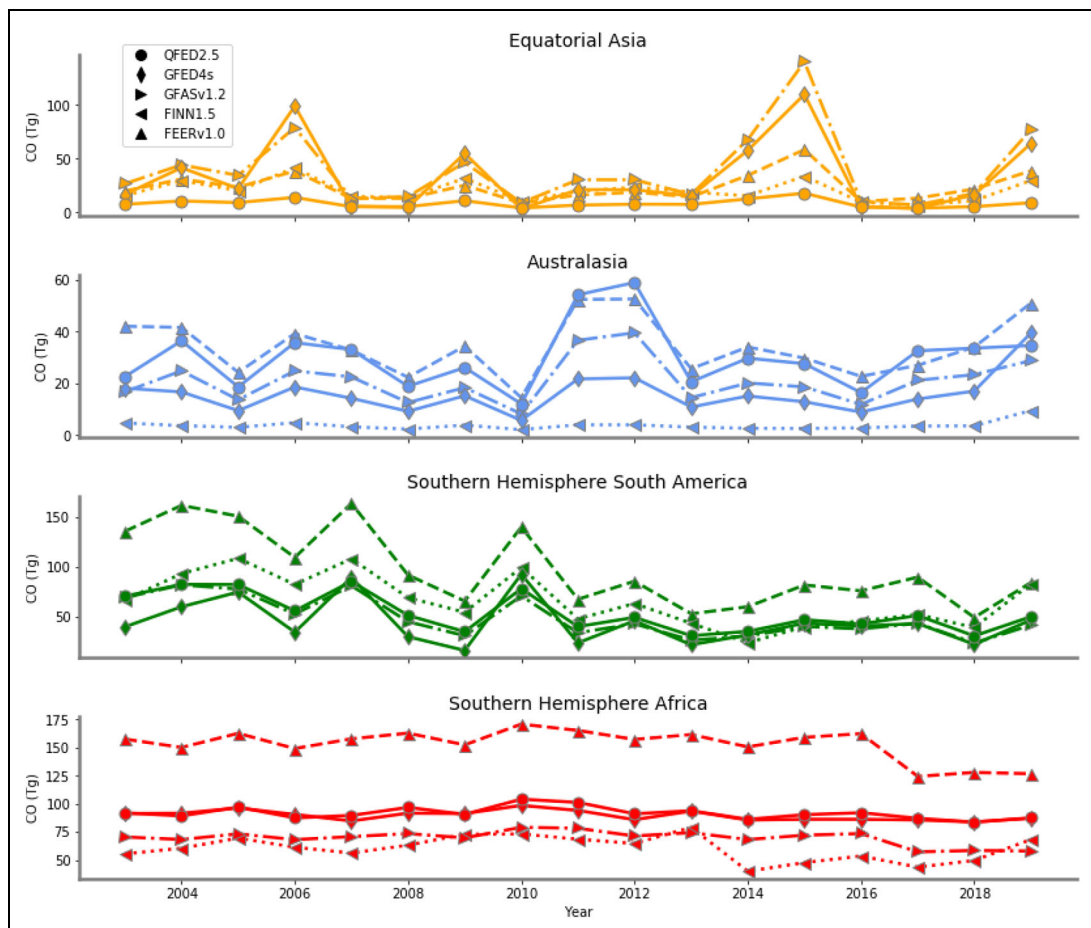 Equatorial Asia
QFED2.5
GFED4s
GFASv1.2
FINN1.5
FEERv1.0
CO (Tg)
100
50
0
Australasia
CO (Tg)
60
40
20
0
Southern Hemisphere South America
CO (Tg)
150
100
50
Southern Hemisphere Africa
CO (Tg)
175
150
125
100
75
50
2004 2006 2008 2010 2012 2014 2016 2018
Year